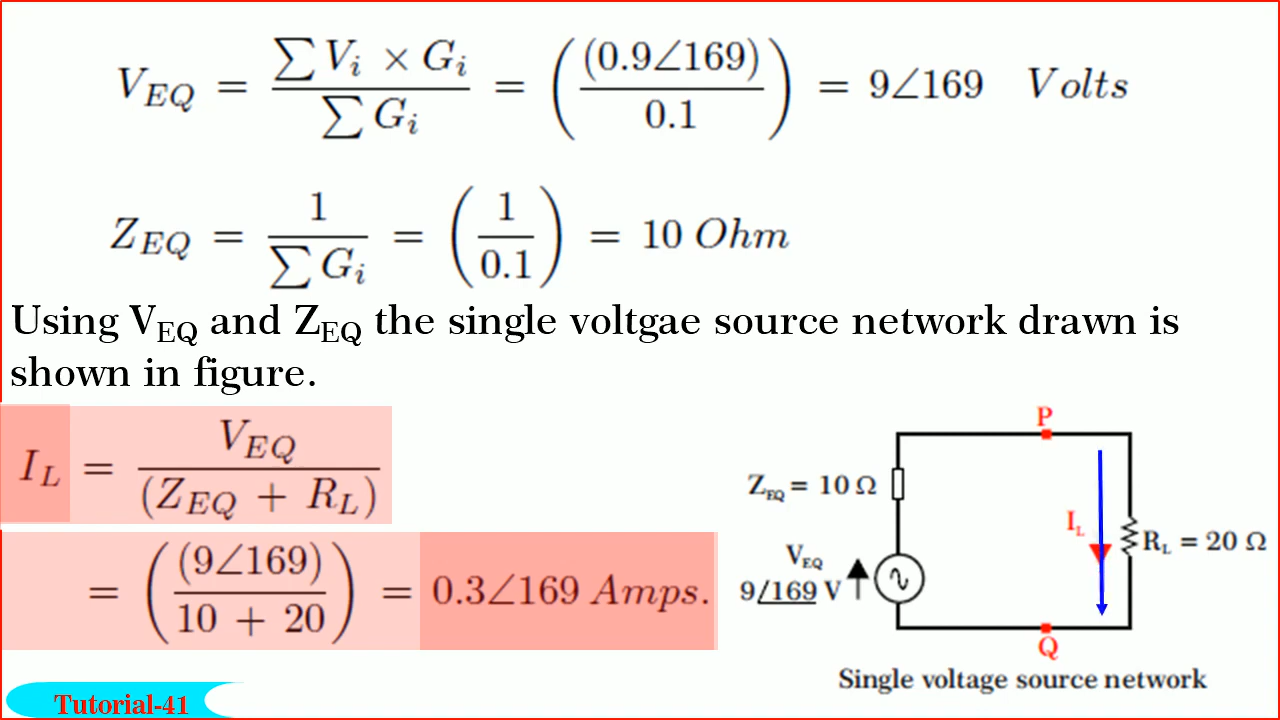 V_EQ = ∑ V_i × G_i / ∑ G_i = ( (0.9∠169) / 0.1 ) = 9∠169 Volts
Z_EQ = 1 / ∑ G_i = ( 1 / 0.1 ) = 10 Ohm
Using V_EQ and Z_EQ the single voltgae source network drawn is
shown in figure.
I_L = V_EQ / (Z_EQ + R_L)
= ( (9∠169) / 10 + 20 ) = 0.3∠169 Amps.
P
Z_EQ = 10 Ω
I_L
R_L = 20 Ω
V_EQ
9∠169 V
Q
Single voltage source network
Tutorial-41